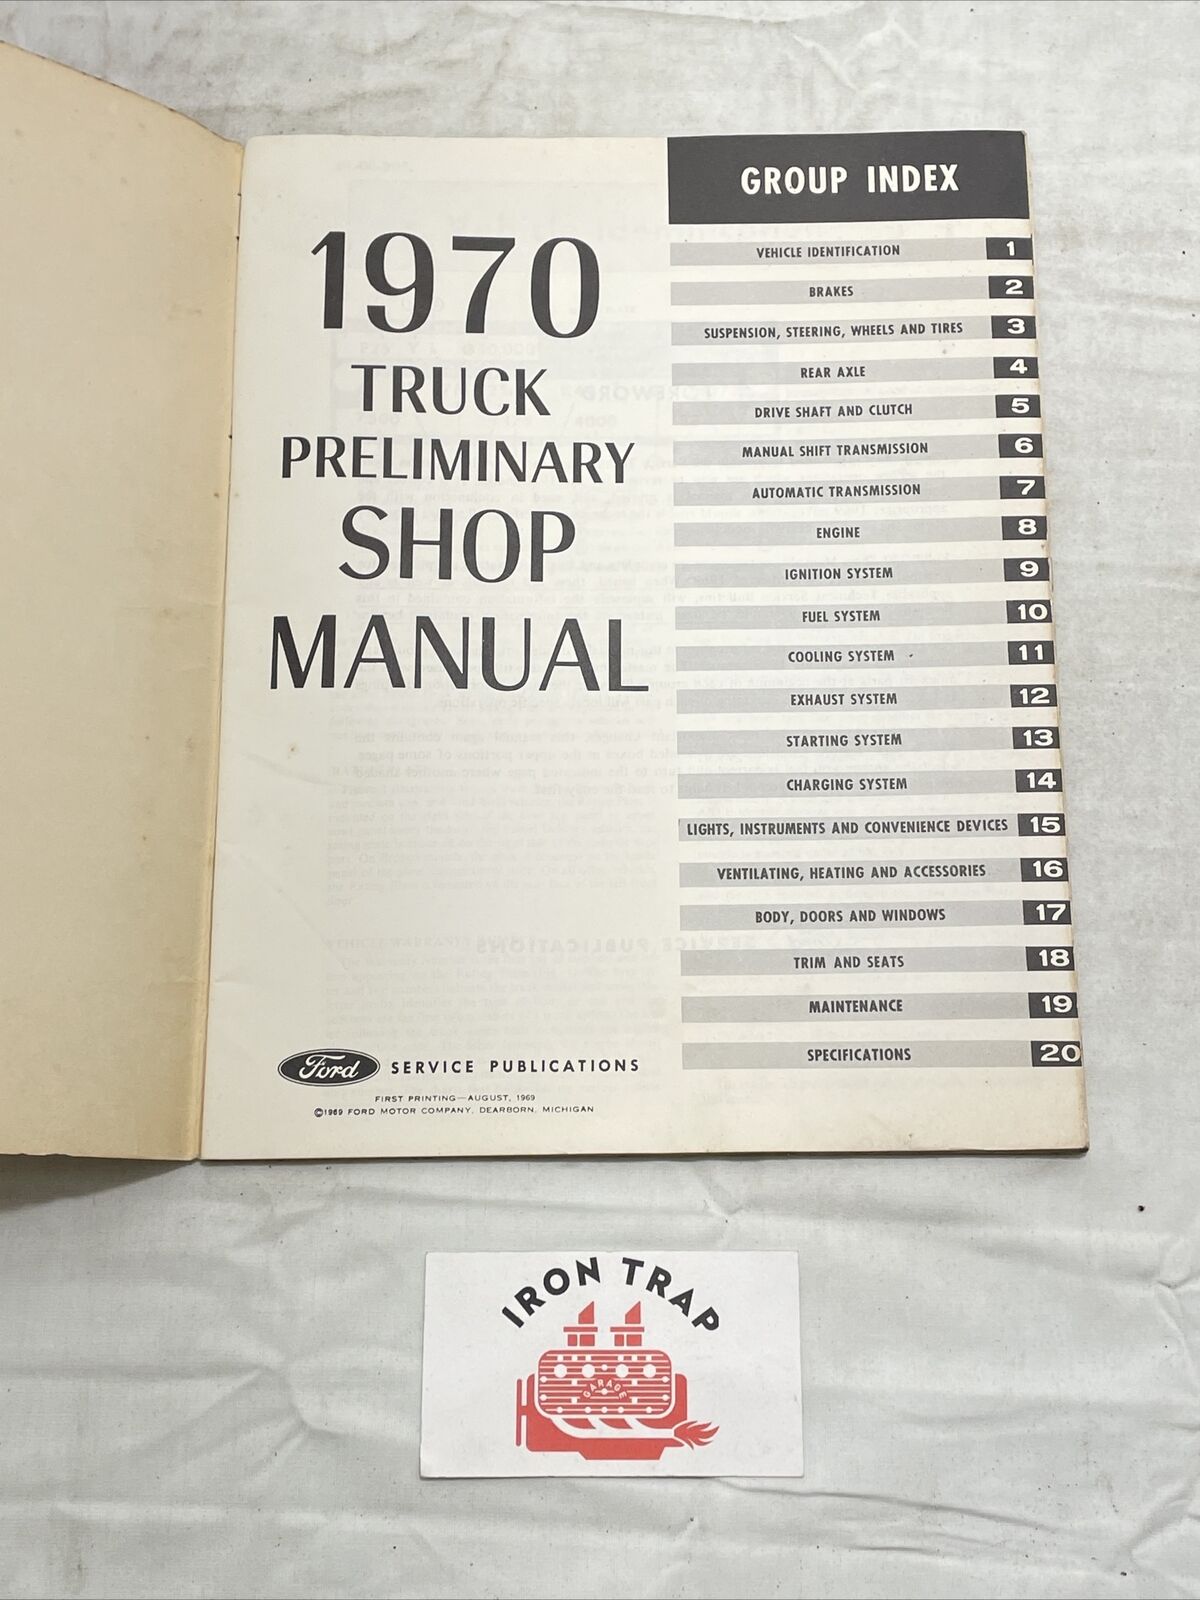 1970
TRUCK
PRELIMINARY
SHOP
MANUAL
Ford SERVICE PUBLICATIONS
FIRST PRINTING—AUGUST, 1969
©1969 FORD MOTOR COMPANY, DEARBORN, MICHIGAN
GROUP INDEX
VEHICLE IDENTIFICATION 1
BRAKES 2
SUSPENSION, STEERING, WHEELS AND TIRES 3
REAR AXLE 4
DRIVE SHAFT AND CLUTCH 5
MANUAL SHIFT TRANSMISSION 6
AUTOMATIC TRANSMISSION 7
ENGINE 8
IGNITION SYSTEM 9
FUEL SYSTEM 10
COOLING SYSTEM 11
EXHAUST SYSTEM 12
STARTING SYSTEM 13
CHARGING SYSTEM 14
LIGHTS, INSTRUMENTS AND CONVENIENCE DEVICES 15
VENTILATING, HEATING AND ACCESSORIES 16
BODY, DOORS AND WINDOWS 17
TRIM AND SEATS 18
MAINTENANCE 19
SPECIFICATIONS 20
IRON TRAP
GARAGE